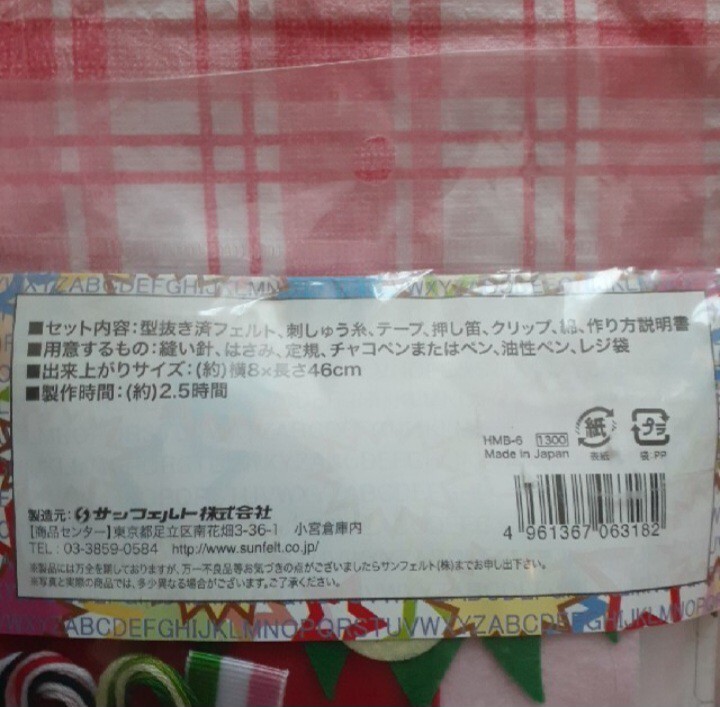 YZABCDEFGHIJKLMN
WXYZABCDEFGHIJK
■セット内容:型抜き済フェルト、刺しゅう糸、テープ、押し笛、クリップ、綿、作り方説明書
■用意するもの:縫い針、はさみ、定規、チャコペンまたはペン、油性ペン、レジ袋
■出来上がりサイズ:(約)横8×長さ46cm
■製作時間:(約)2.5時間
HMB-6 1300
Made in Japan
紙
表紙
プラ
袋:PP
製造元:サンフェルト株式会社
【商品センター】東京都足立区南花畑3-36-1 小宮倉庫内
TEL:03-3859-0584 http://www.sunfelt.co.jp/
4 961367 063182
※製品には万全を期しておりますが、万一不良品等お気づきの点がございましたらサンフェルト(株)までお申し出下さい。
※写真と実際の商品では、多少異なる場合がございます。ご了承ください。
YZABCDEFGHIJKLMNOPQRSTUVWXYZABCDEFGHIJKLMNO